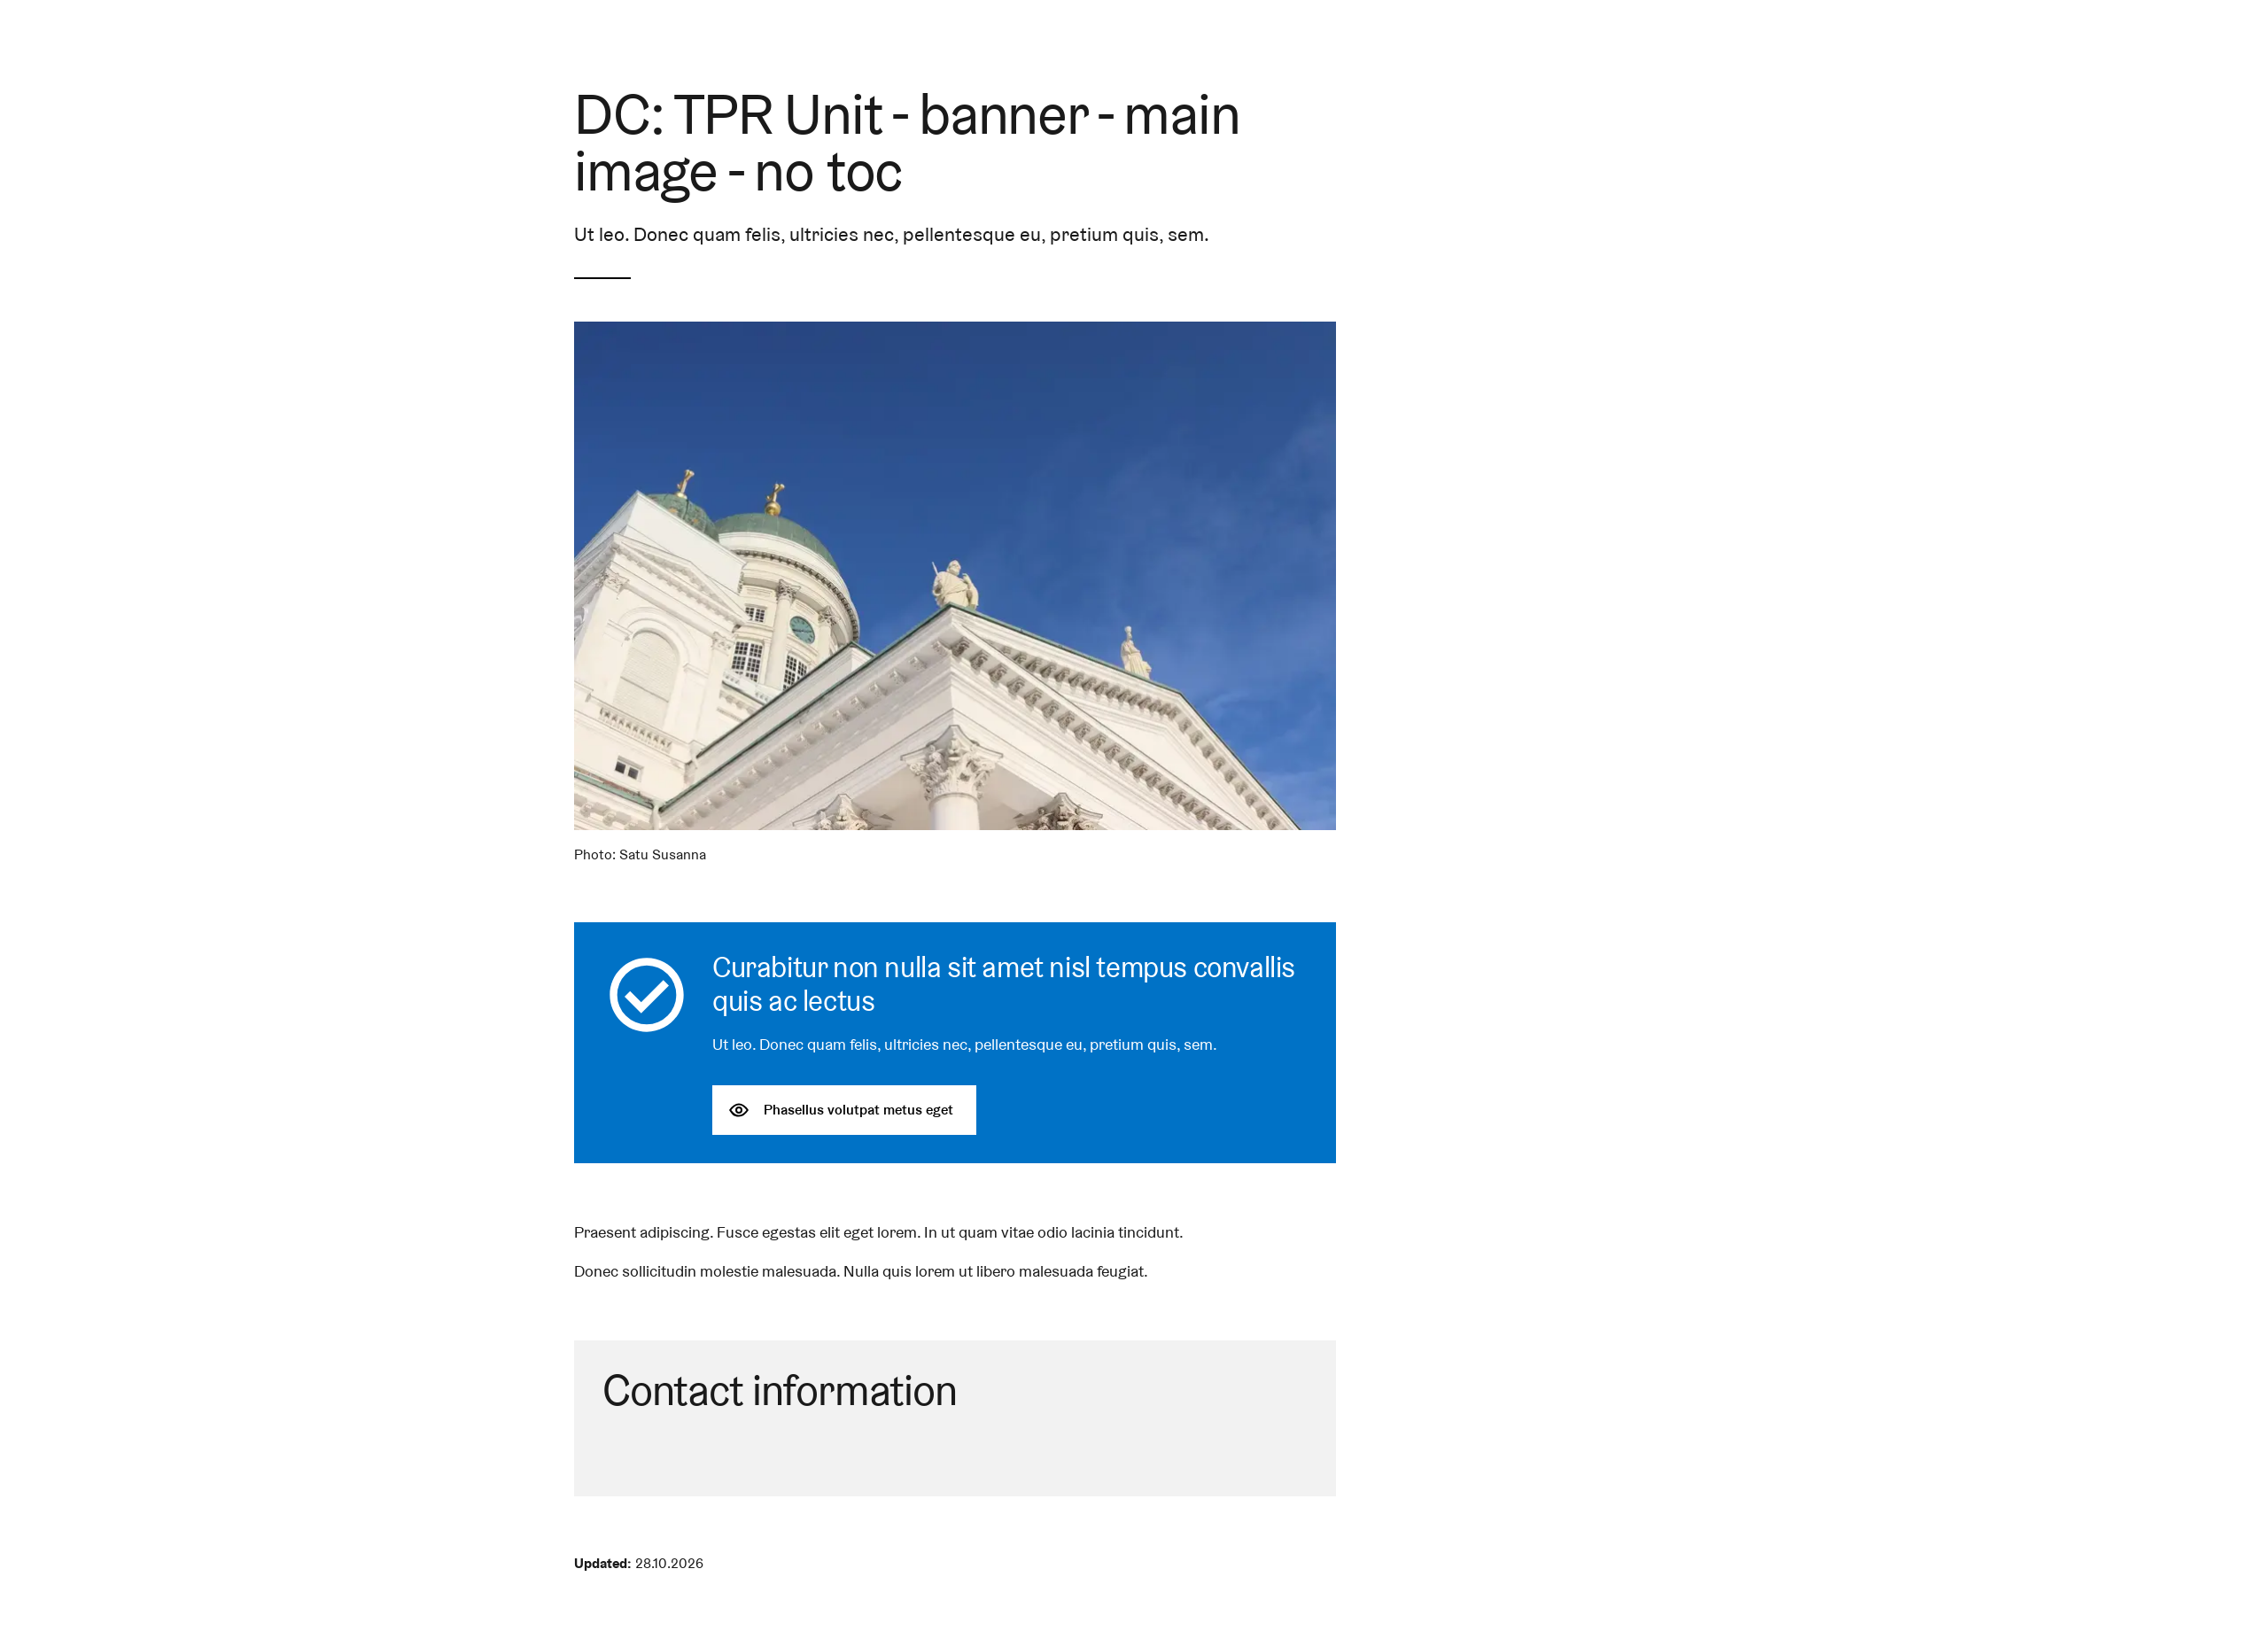 DC: TPR Unit - banner - main
image - no toc
Ut leo. Donec quam felis, ultricies nec, pellentesque eu, pretium quis, sem.
Photo: Satu Susanna
Curabitur non nulla sit amet nisl tempus convallis
quis ac lectus
Ut leo. Donec quam felis, ultricies nec, pellentesque eu, pretium quis, sem.
Phasellus volutpat metus eget
Praesent adipiscing. Fusce egestas elit eget lorem. In ut quam vitae odio lacinia tincidunt.
Donec sollicitudin molestie malesuada. Nulla quis lorem ut libero malesuada feugiat.
Contact information
Updated: 28.10.2026